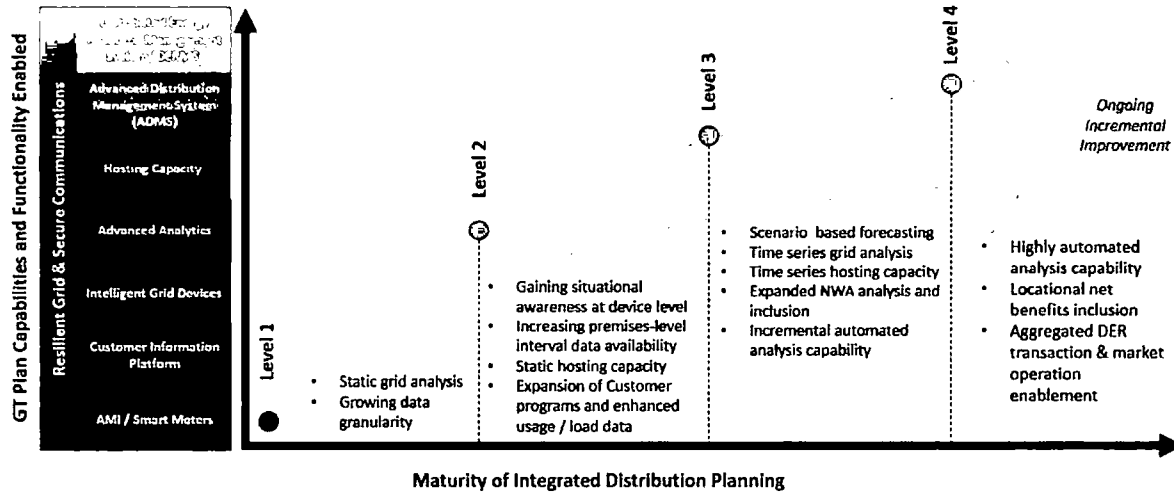 GT Plan Capabilities and Functionality Enabled
Resilient Grid & Secure Communications
Advanced Distribution
Management System
(ADMS)
Hosting Capacity
Advanced Analytics
Intelligent Grid Devices
Customer Information
Platform
AMI / Smart Meters
Level 1
• Static grid analysis
• Growing data
granularity
Level 2
• Gaining situational
awareness at device level
• Increasing premises-level
interval data availability
• Static hosting capacity
• Expansion of Customer
programs and enhanced
usage / load data
Level 3
• Scenario based forecasting
• Time series grid analysis
• Time series hosting capacity
• Expanded NWA analysis and
inclusion
• Incremental automated
analysis capability
Level 4
• Highly automated
analysis capability
• Locational net
benefits inclusion
• Aggregated DER
transaction & market
operation
enablement
Ongoing
Incremental
Improvement
Maturity of Integrated Distribution Planning